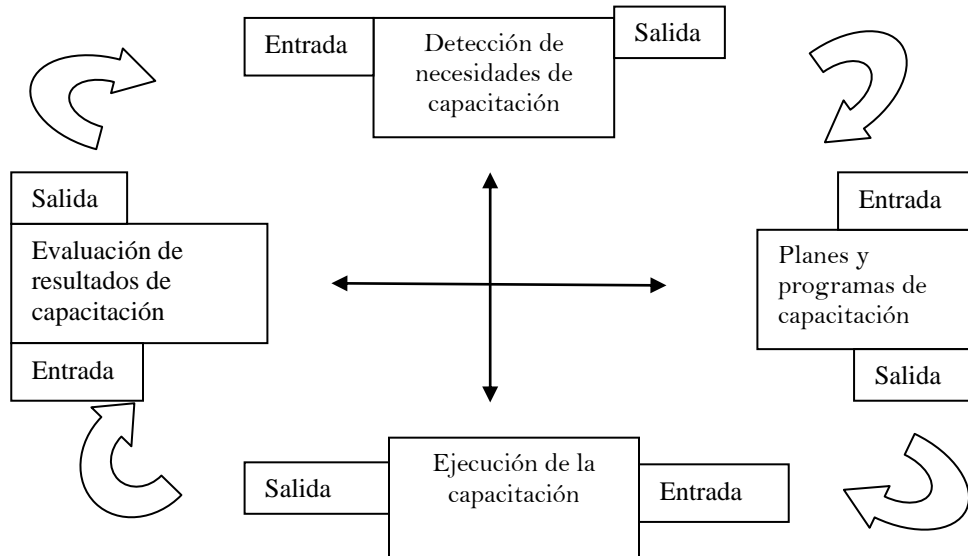 Entrada
Detección de
necesidades de
capacitación
Salida
Salida
Evaluación de
resultados de
capacitación
Entrada
Entrada
Planes y
programas de
capacitación
Salida
Salida
Ejecución de la
capacitación
Entrada